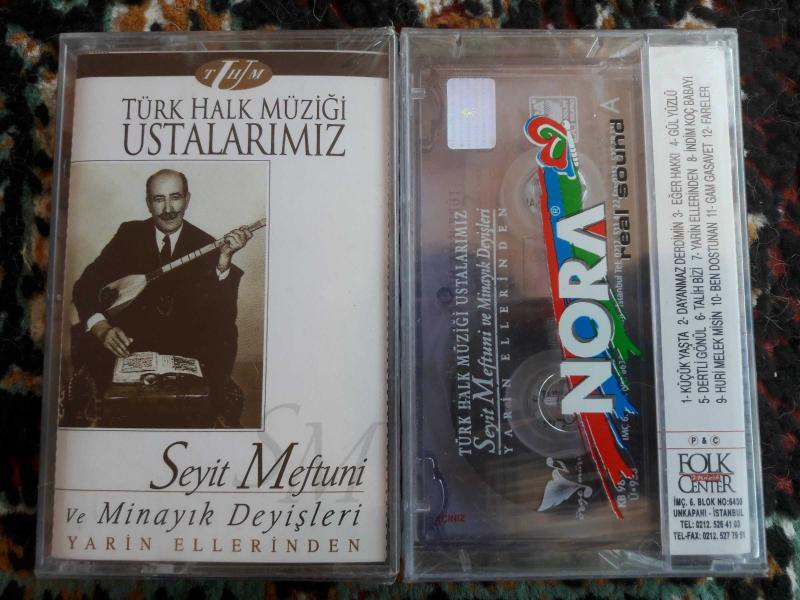 THM
TÜRK HALK MÜZİĞİ
USTALARIMIZ
Seyit Meftuni
ve Minayık Deyişleri
YARİN ELLERİNDEN
TÜRK HALK MÜZİĞİ USTALARIMIZ
Seyit Meftuni ve Minayık Deyişleri
YARİN ELLERİNDEN
NORA®
real sound
A
AÇINIZ
1- KÜÇÜK YAŞTA 2- DAYANMAZ DERDİMİN 3- EĞER HAKKI 4- GÜL YÜZLÜ
5- DERTLİ GÖNÜL 6- TALİH BİZİ 7- YARİN ELLERİNDEN 8- İNDİM KOÇ BABAYI
9- HURİ MELEK MİSİN 10- BEN DOSTUNAN 11- GAM GASAVET 12- FARELER
P & C
FOLK
Müzik
CENTER
İMÇ. 6. BLOK NO:6430
UNKAPANI - İSTANBUL
TEL: 0212. 526 41 03
TEL-FAX: 0212. 527 79 51